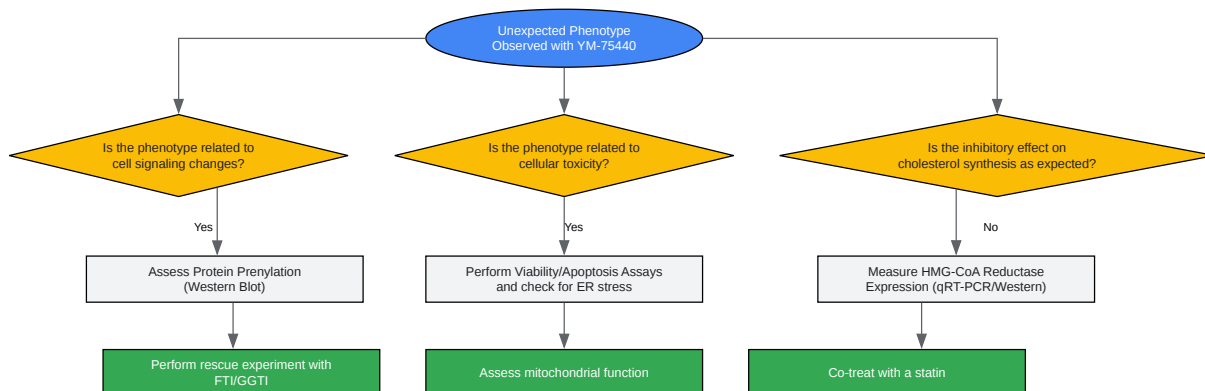 Unexpected Phenotype
Observed with YM-75440
Is the phenotype related to
cell signaling changes?
Is the phenotype related to
cellular toxicity?
Is the inhibitory effect on
cholesterol synthesis as expected?
Yes
Yes
No
Assess Protein Prenylation
(Western Blot)
Perform Viability/Apoptosis Assays
and check for ER stress
Measure HMG-CoA Reductase
Expression (qRT-PCR/Western)
Perform rescue experiment with
FTI/GGTI
Assess mitochondrial function
Co-treat with a statin